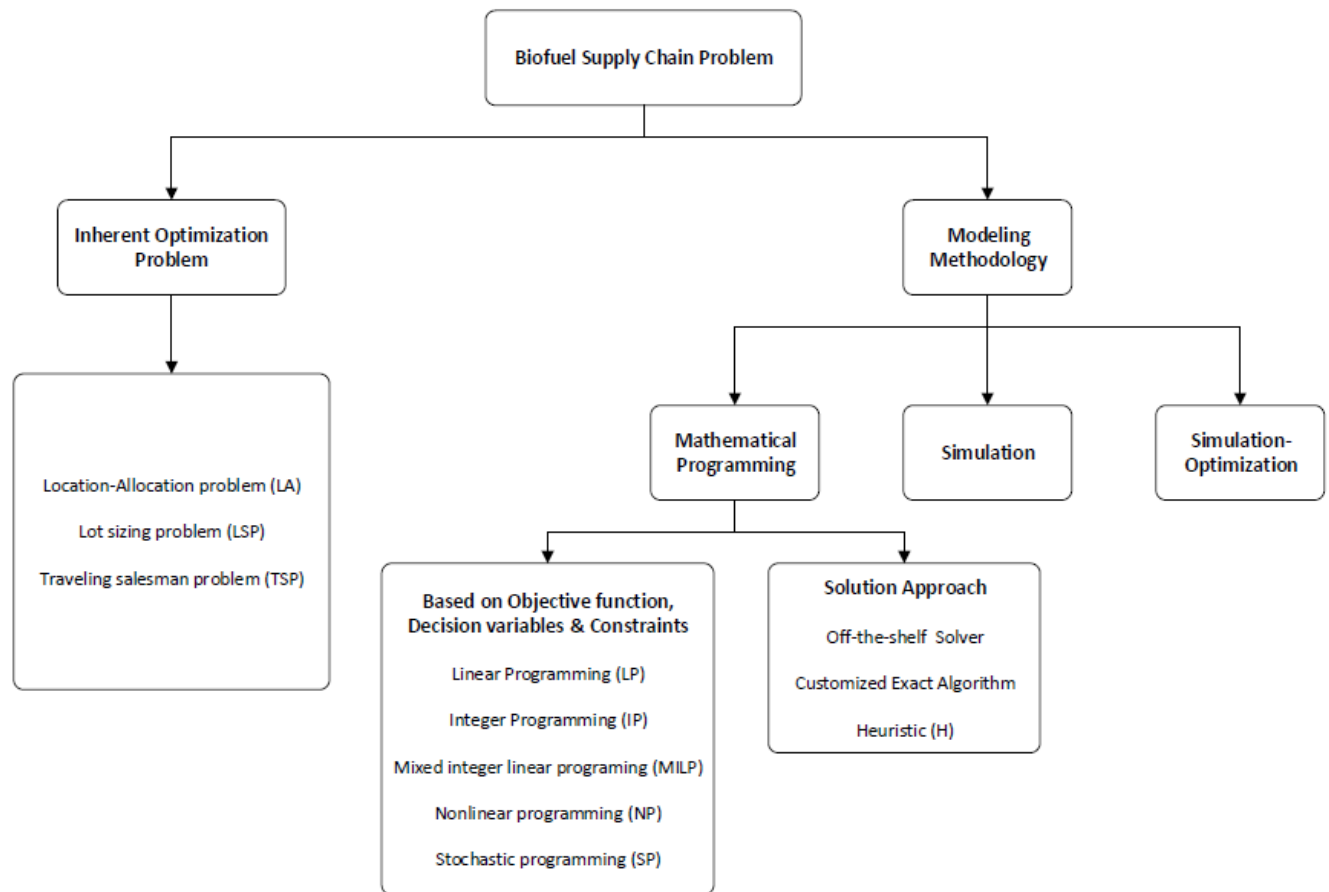 Biofuel Supply Chain Problem
Inherent Optimization
Problem
Modeling
Methodology
Location-Allocation problem (LA)
Lot sizing problem (LSP)
Traveling salesman problem (TSP)
Mathematical
Programming
Simulation
Simulation-
Optimization
Based on Objective function,
Decision variables & Constraints
Linear Programming (LP)
Integer Programming (IP)
Mixed integer linear programing (MILP)
Nonlinear programming (NP)
Stochastic programming (SP)
Solution Approach
Off-the-shelf Solver
Customized Exact Algorithm
Heuristic (H)